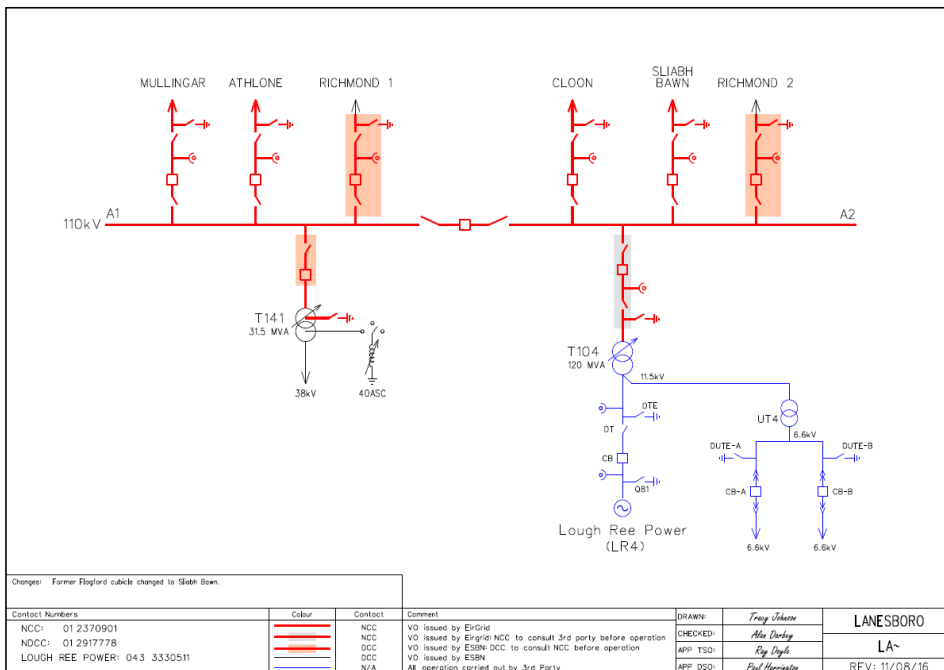 MULLINGAR ATHLONE RICHMOND 1 CLOON SLIABH BAWN RICHMOND 2
110kV A1 A2
T141
31.5 MVA
38kV 40ASC
T104
120 MVA
11.5kV
UT4
6.6kV
DTE
DT
CB
Q81
DUTE-A DUTE-B
CB-A CB-B
6.6kV 6.6kV
Lough Ree Power
(LR4)
Changes: Former Flagford cubicle changed to Sliabh Bawn.
Contact Numbers Colour Contact Comment
NCC: 01 2370901
NDCC: 01 2917778
LOUGH REE POWER: 043 3330511
NCC VO issued by EirGrid
NCC VO issued by Eirgrid: NCC to consult 3rd party before operation
DCC VO issued by ESBN: DCC to consult NCC before operation
DCC VO issued by ESBN
N/A All operation carried out by 3rd Party
DRAWN: Tracy Johnson
CHECKED: Alan Darbey
APP TSO: Ray Doyle
APP DSO: Paul Harrington
LANESBORO
LA~
REV: 11/08/16